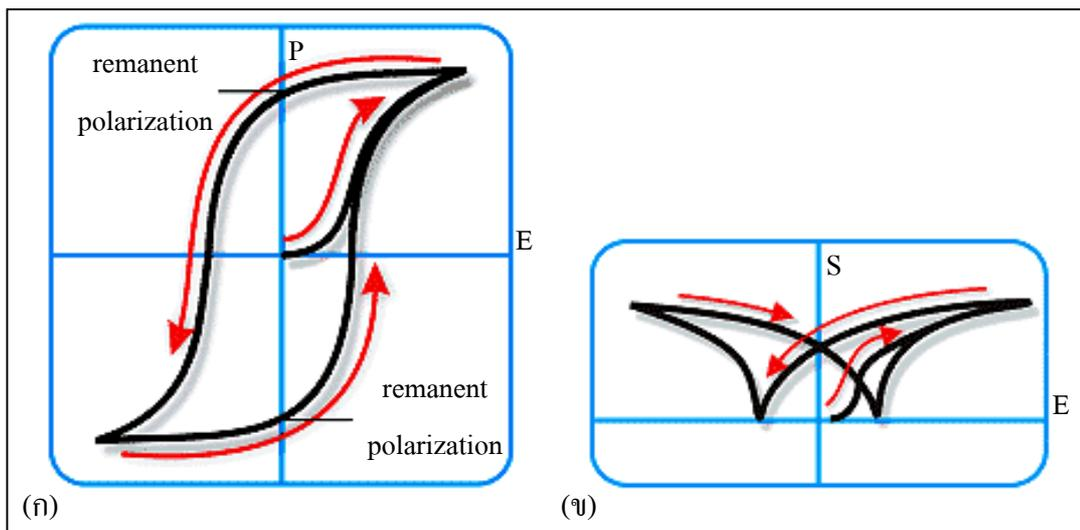 P
remanent
polarization
E
remanent
polarization
(ก)
S
E
(ข)